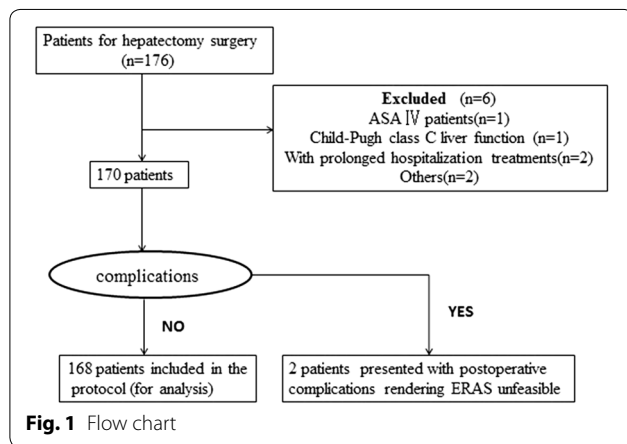 Patients for hepatectomy surgery
(n=176)
Excluded (n=6)
ASA Ⅳ patients(n=1)
Child-Pugh class C liver function (n=1)
With prolonged hospitalization treatments(n=2)
Others(n=2)
170 patients
complications
NO
YES
168 patients included in the
protocol (for analysis)
2 patients presented with postoperative
complications rendering ERAS unfeasible
Fig. 1 Flow chart